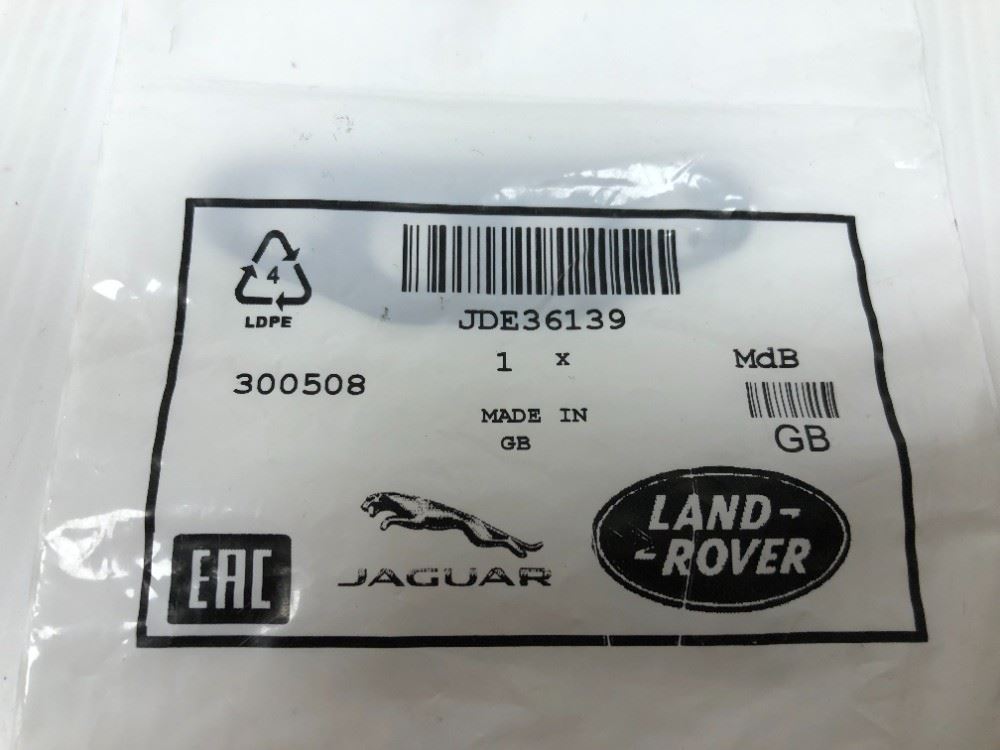 4
LDPE
JDE36139
1 x
MdB
300508
MADE IN
GB
GB
EAC
JAGUAR
LAND-
-ROVER